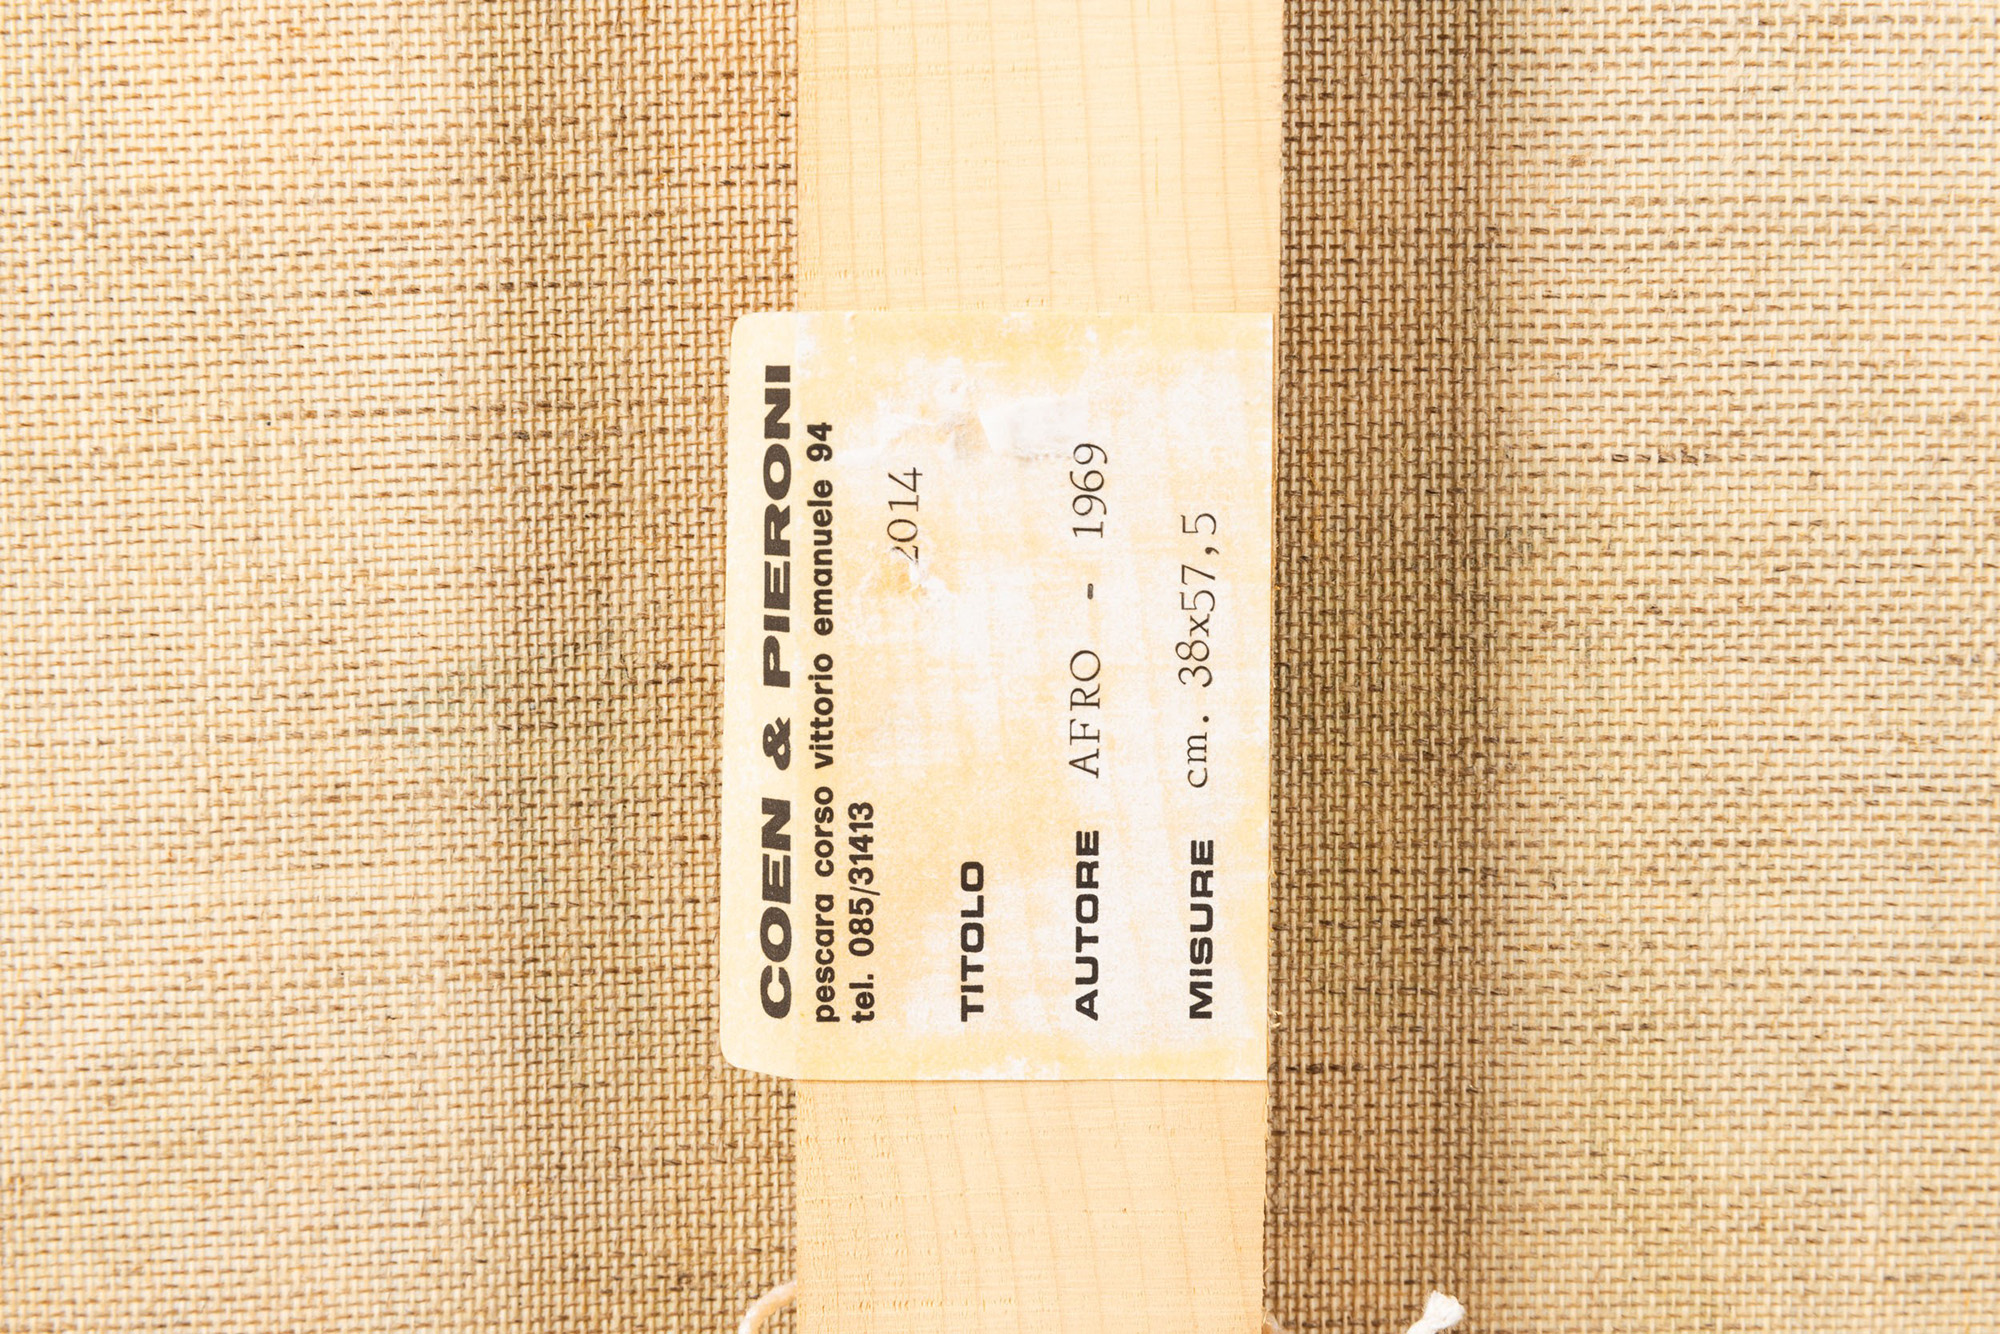 COEN & PIERONI
pescara corso vittorio emanuele 94
tel. 085/31413
2014
TITOLO
AUTORE AFRO - 1969
MISURE cm. 38x57,5